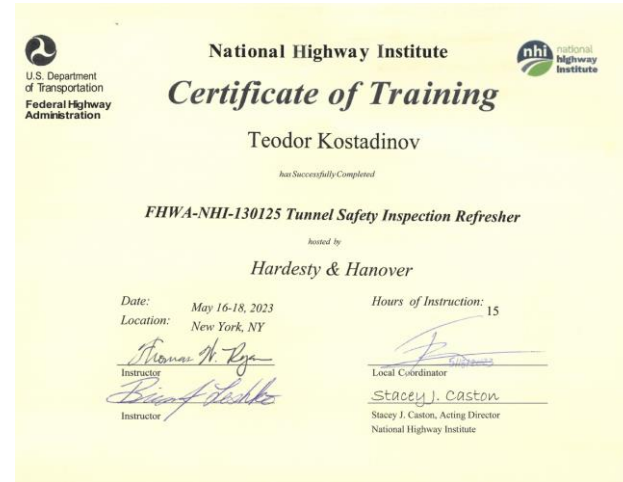 National Highway Institute
U.S. Department
of Transportation
Federal Highway
Administration
nhi national
highway
institute
Certificate of Training
Teodor Kostadinov
has Successfully Completed
FHWA-NHI-130125 Tunnel Safety Inspection Refresher
hosted by
Hardesty & Hanover
Date: May 16-18, 2023
Location: New York, NY
Hours of Instruction: 15
Instructor
Instructor
Local Coordinator
Stacey J. Caston
Stacey J. Caston, Acting Director
National Highway Institute